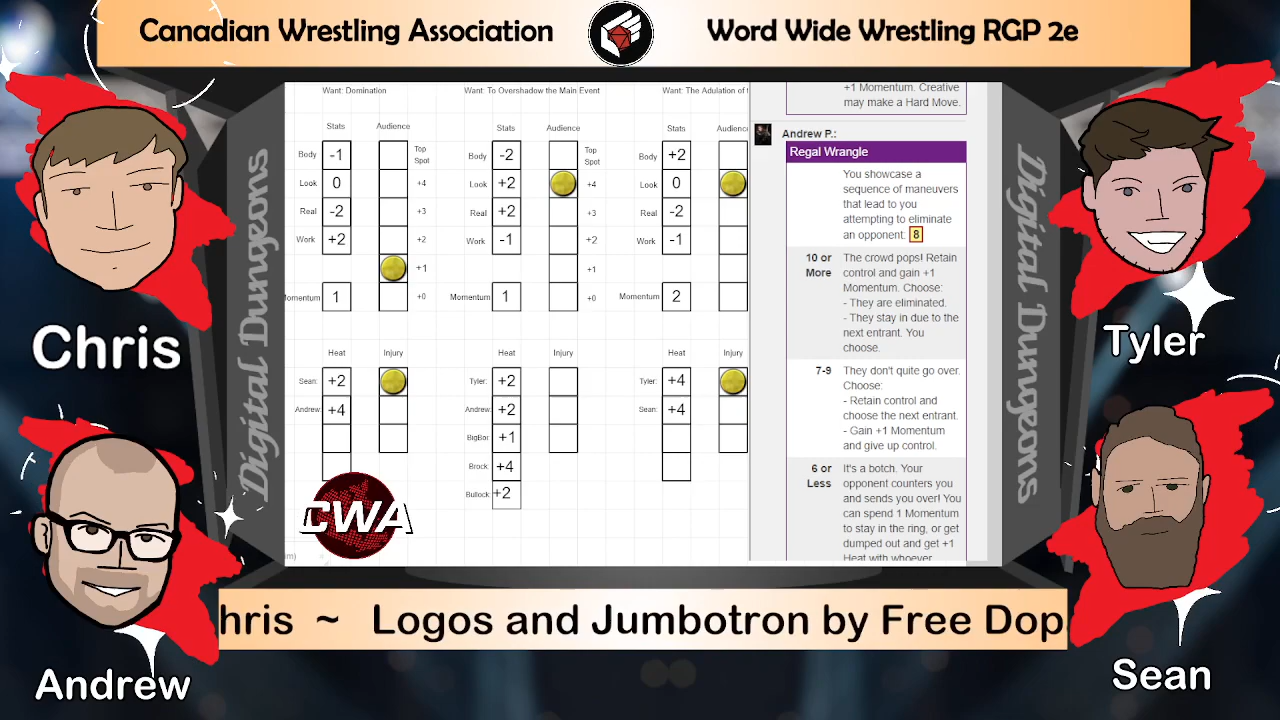 Canadian Wrestling Association
Word Wide Wrestling RGP 2e
Want: Domination
Want: To Overshadow the Main Event
Want: The Adulation of
Stats Audience
Body -1 Top Spot
Look 0 +4
Real -2 +3
Work +2 +2
+1
Momentum 1 +0
Heat Injury
Sean: +2
Andrew: +4
Stats Audience
Body -2 Top Spot
Look +2 +4
Real +2 +3
Work -1 +2
+1
Momentum 1 +0
Heat Injury
Tyler: +2
Andrew: +2
BigBoi: +1
Brock: +4
Bullock +2
Stats Audienc
Body +2
Look 0
Real -2
Work -1
Momentum 2
Heat Injury
Tyler: +4
Sean: +4
+1 Momentum. Creative
may make a Hard Move.
Andrew P.:
Regal Wrangle
You showcase a
sequence of maneuvers
that lead to you
attempting to eliminate
an opponent: 8
10 or More
The crowd pops! Retain
control and gain +1
Momentum. Choose:
- They are eliminated.
- They stay in due to the
next entrant. You
choose.
7-9
They don't quite go over.
Choose:
- Retain control and
choose the next entrant.
- Gain +1 Momentum
and give up control.
6 or Less
It's a botch. Your
opponent counters you
and sends you over! You
can spend 1 Momentum
to stay in the ring, or get
dumped out and get +1
Heat with whoever
Digital Dungeons
Digital Dungeons
CWA
Chris
Tyler
Andrew
Sean
hris ~ Logos and Jumbotron by Free Dop